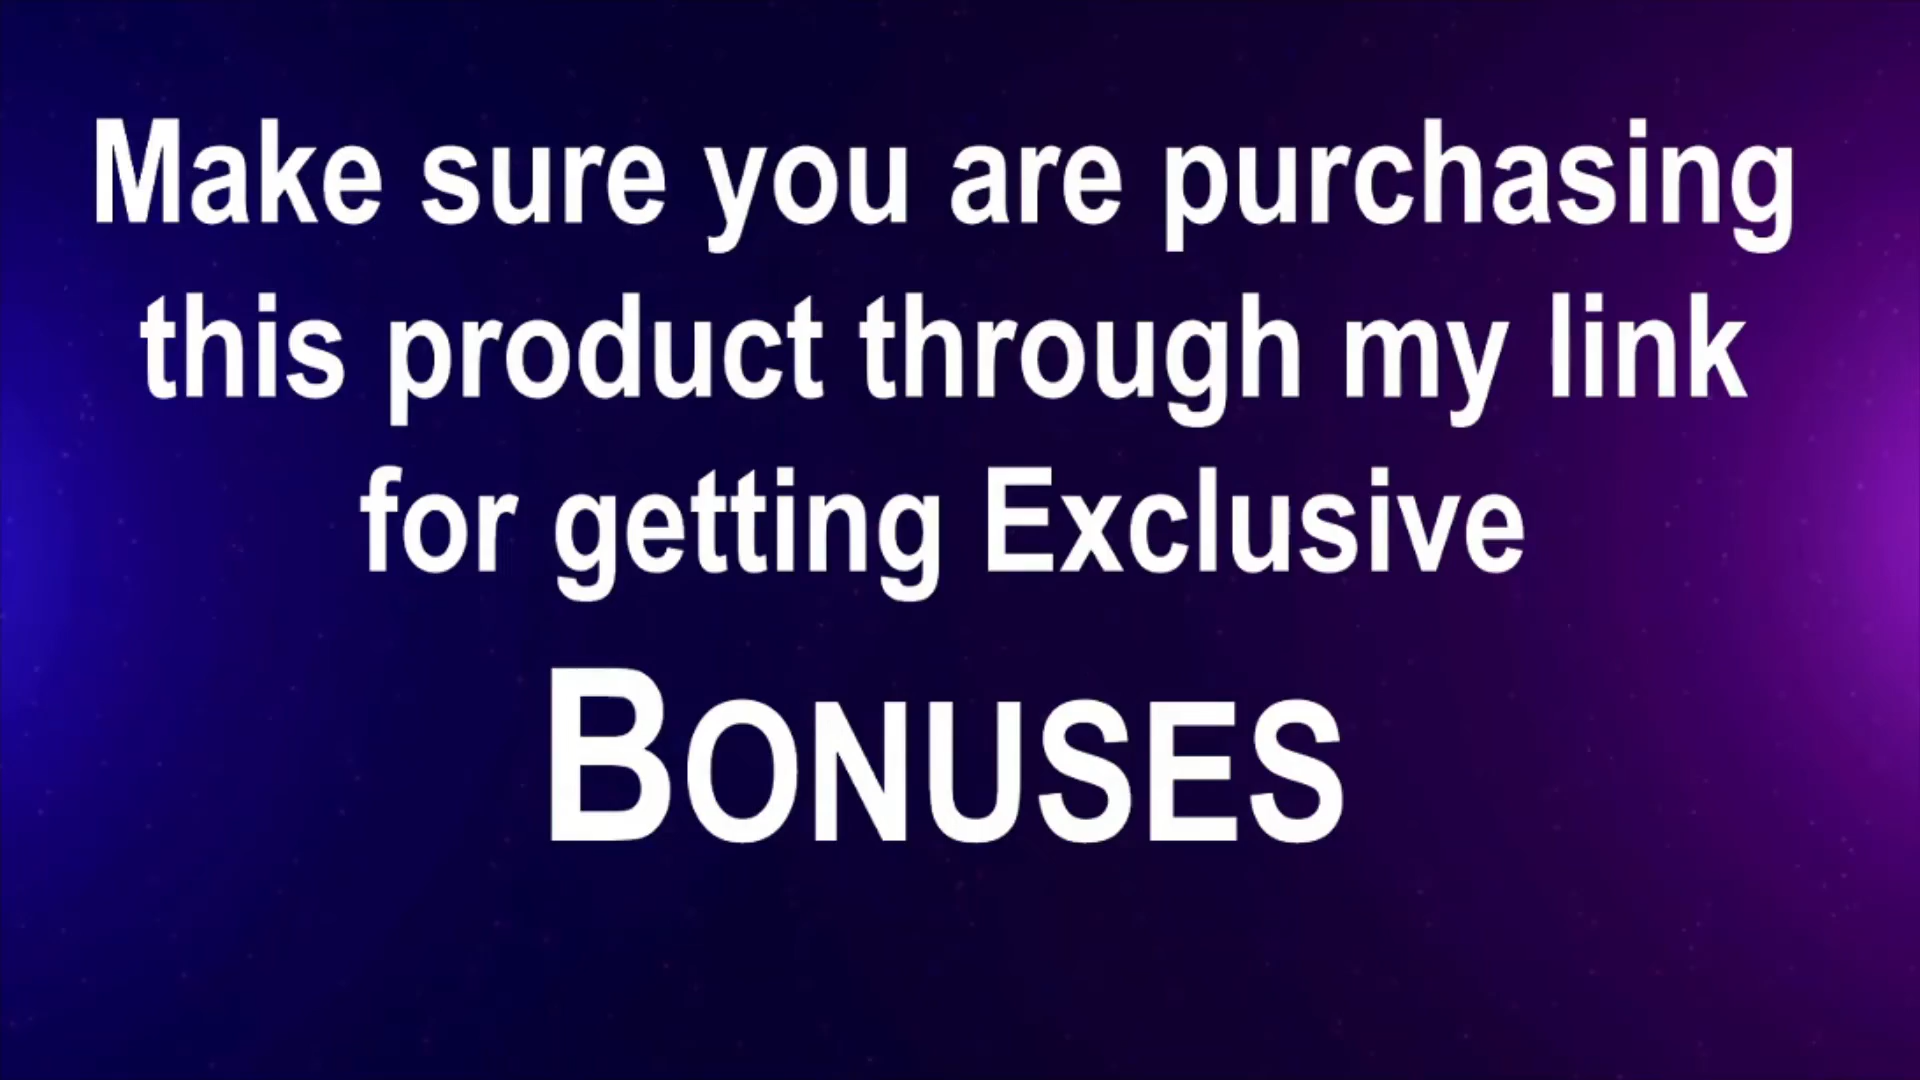 Make sure you are purchasing
this product through my link
for getting Exclusive
BONUSES